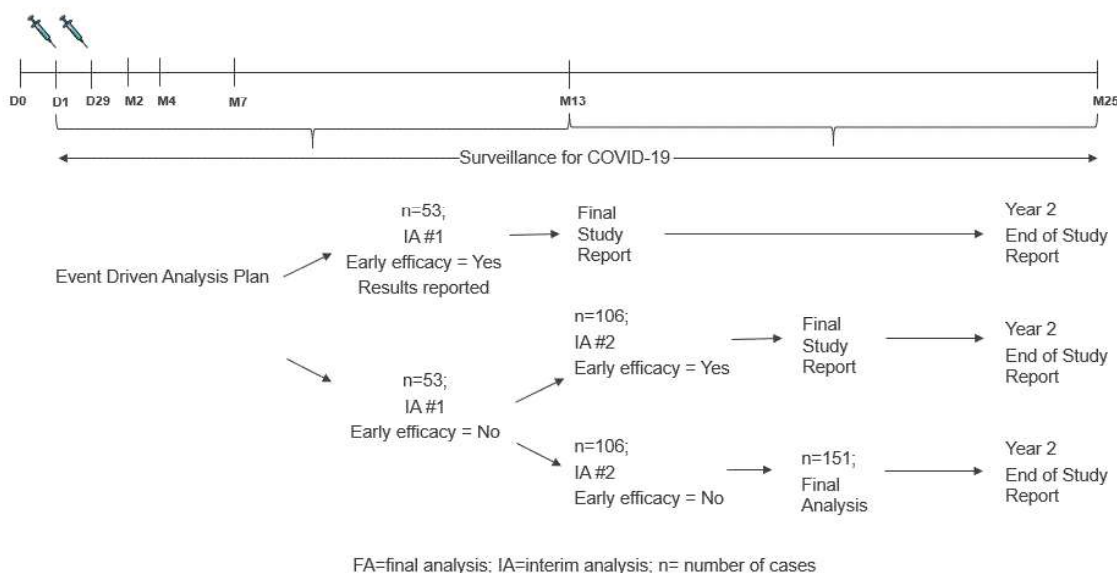 D0 D1 D29 M2 M4 M7 M13 M25
Surveillance for COVID-19
Event Driven Analysis Plan
n=53;
IA #1
Early efficacy = Yes
Results reported
Final
Study
Report
Year 2
End of Study
Report
n=53;
IA #1
Early efficacy = No
n=106;
IA #2
Early efficacy = Yes
Final
Study
Report
Year 2
End of Study
Report
n=106;
IA #2
Early efficacy = No
n=151;
Final
Analysis
Year 2
End of Study
Report
FA=final analysis; IA=interim analysis; n= number of cases